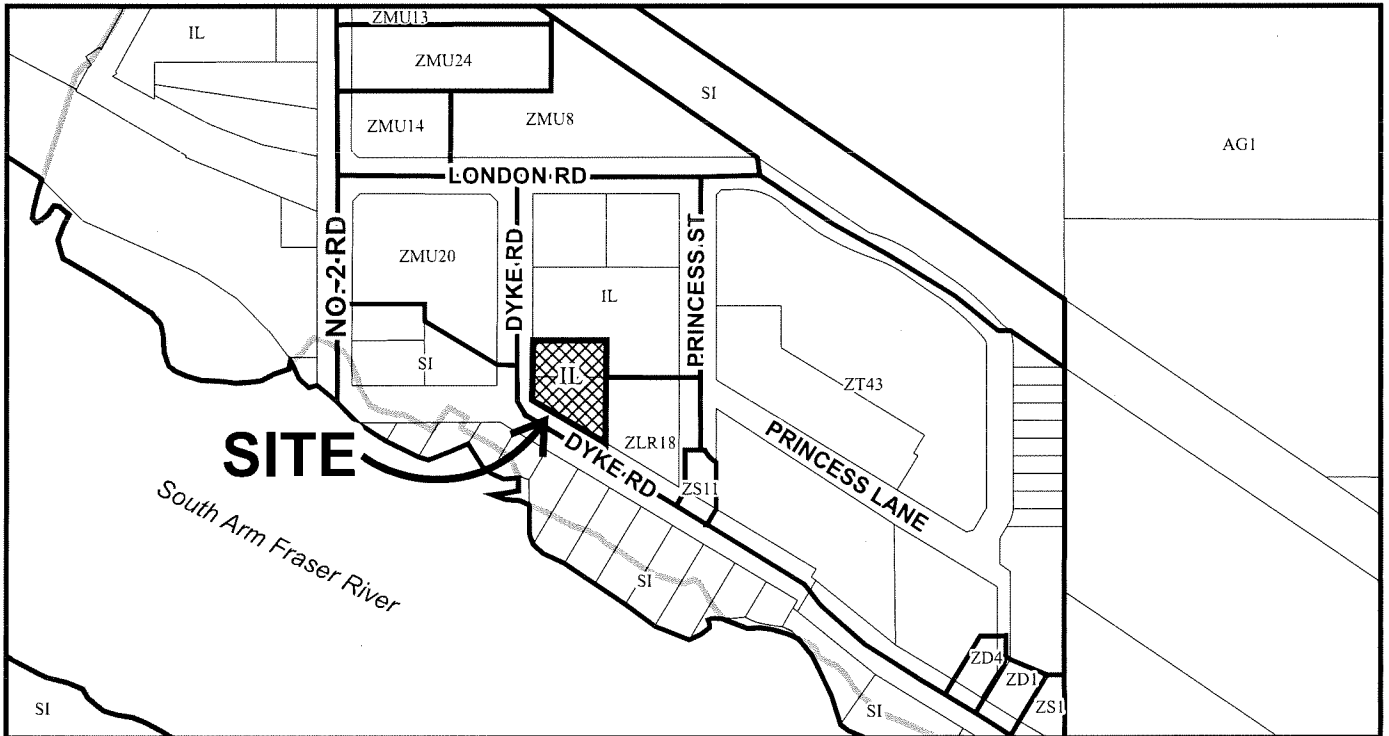 ZMU13
IL
ZMU24
SI
ZMU14
ZMU8
AG1
LONDON RD
NO. 2 RD
ZMU20
DYKE RD
IL
PRINCESS ST
SI
IL
ZT43
SITE
DYKE RD
ZLR18
PRINCESS LANE
ZS11
South Arm Fraser River
SI
ZD4
ZD1
ZS1
SI
SI